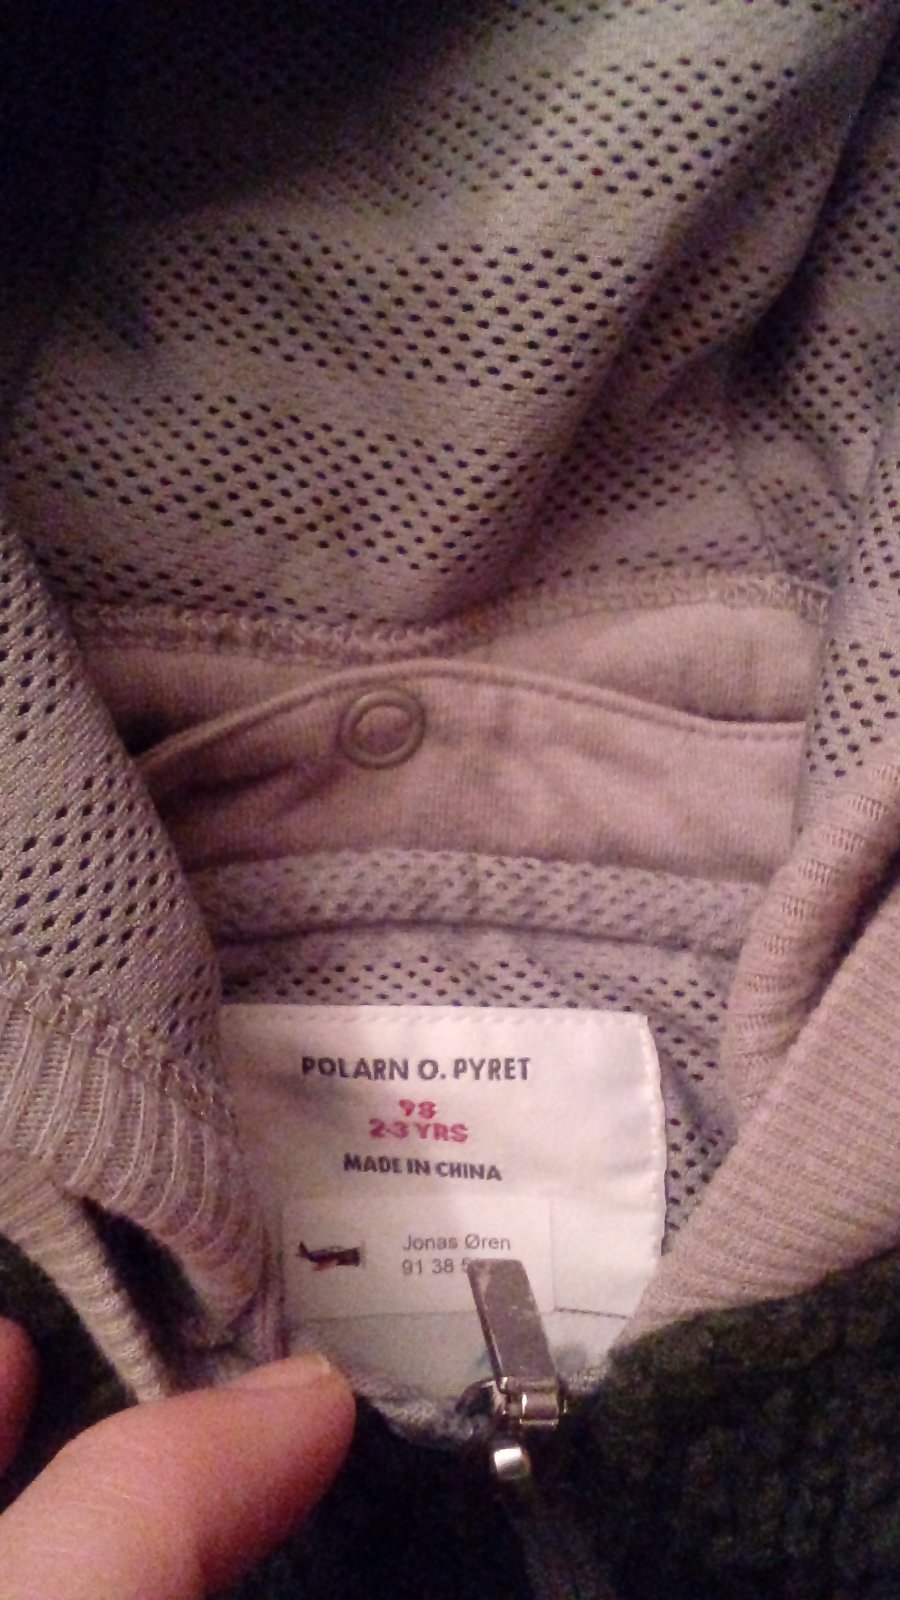 POLARN O. PYRET
98
2-3 YRS
MADE IN CHINA
Jonas Øren
91 38